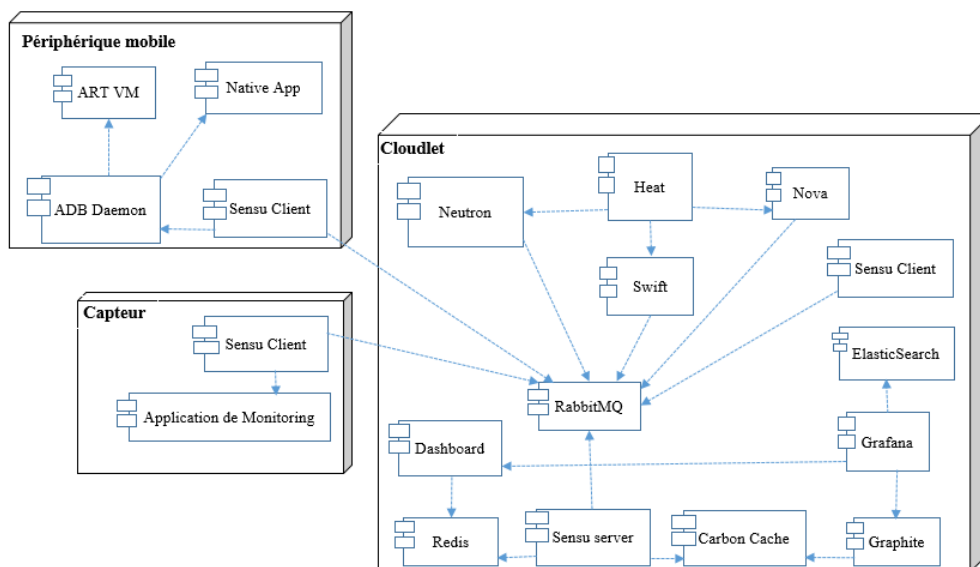 Périphérique mobile
ART VM
Native App
ADB Daemon
Sensu Client
Capteur
Sensu Client
Application de Monitoring
Cloudlet
Neutron
Heat
Nova
Swift
Sensu Client
ElasticSearch
RabbitMQ
Dashboard
Grafana
Redis
Sensu server
Carbon Cache
Graphite